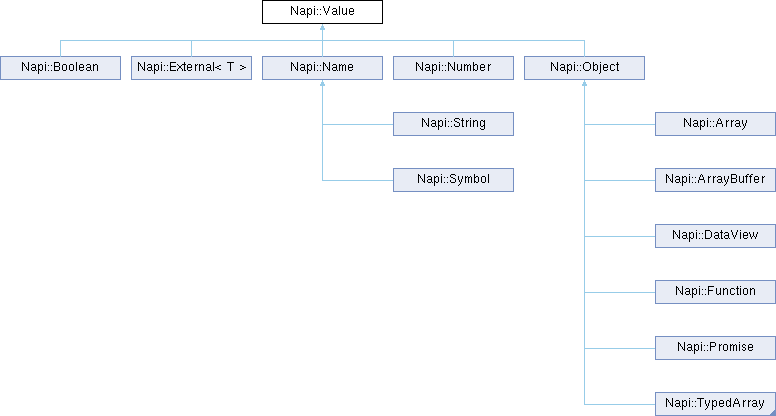 Napi::Value
Napi::Boolean
Napi::External< T >
Napi::Name
Napi::Number
Napi::Object
Napi::String
Napi::Array
Napi::Symbol
Napi::ArrayBuffer
Napi::DataView
Napi::Function
Napi::Promise
Napi::TypedArray